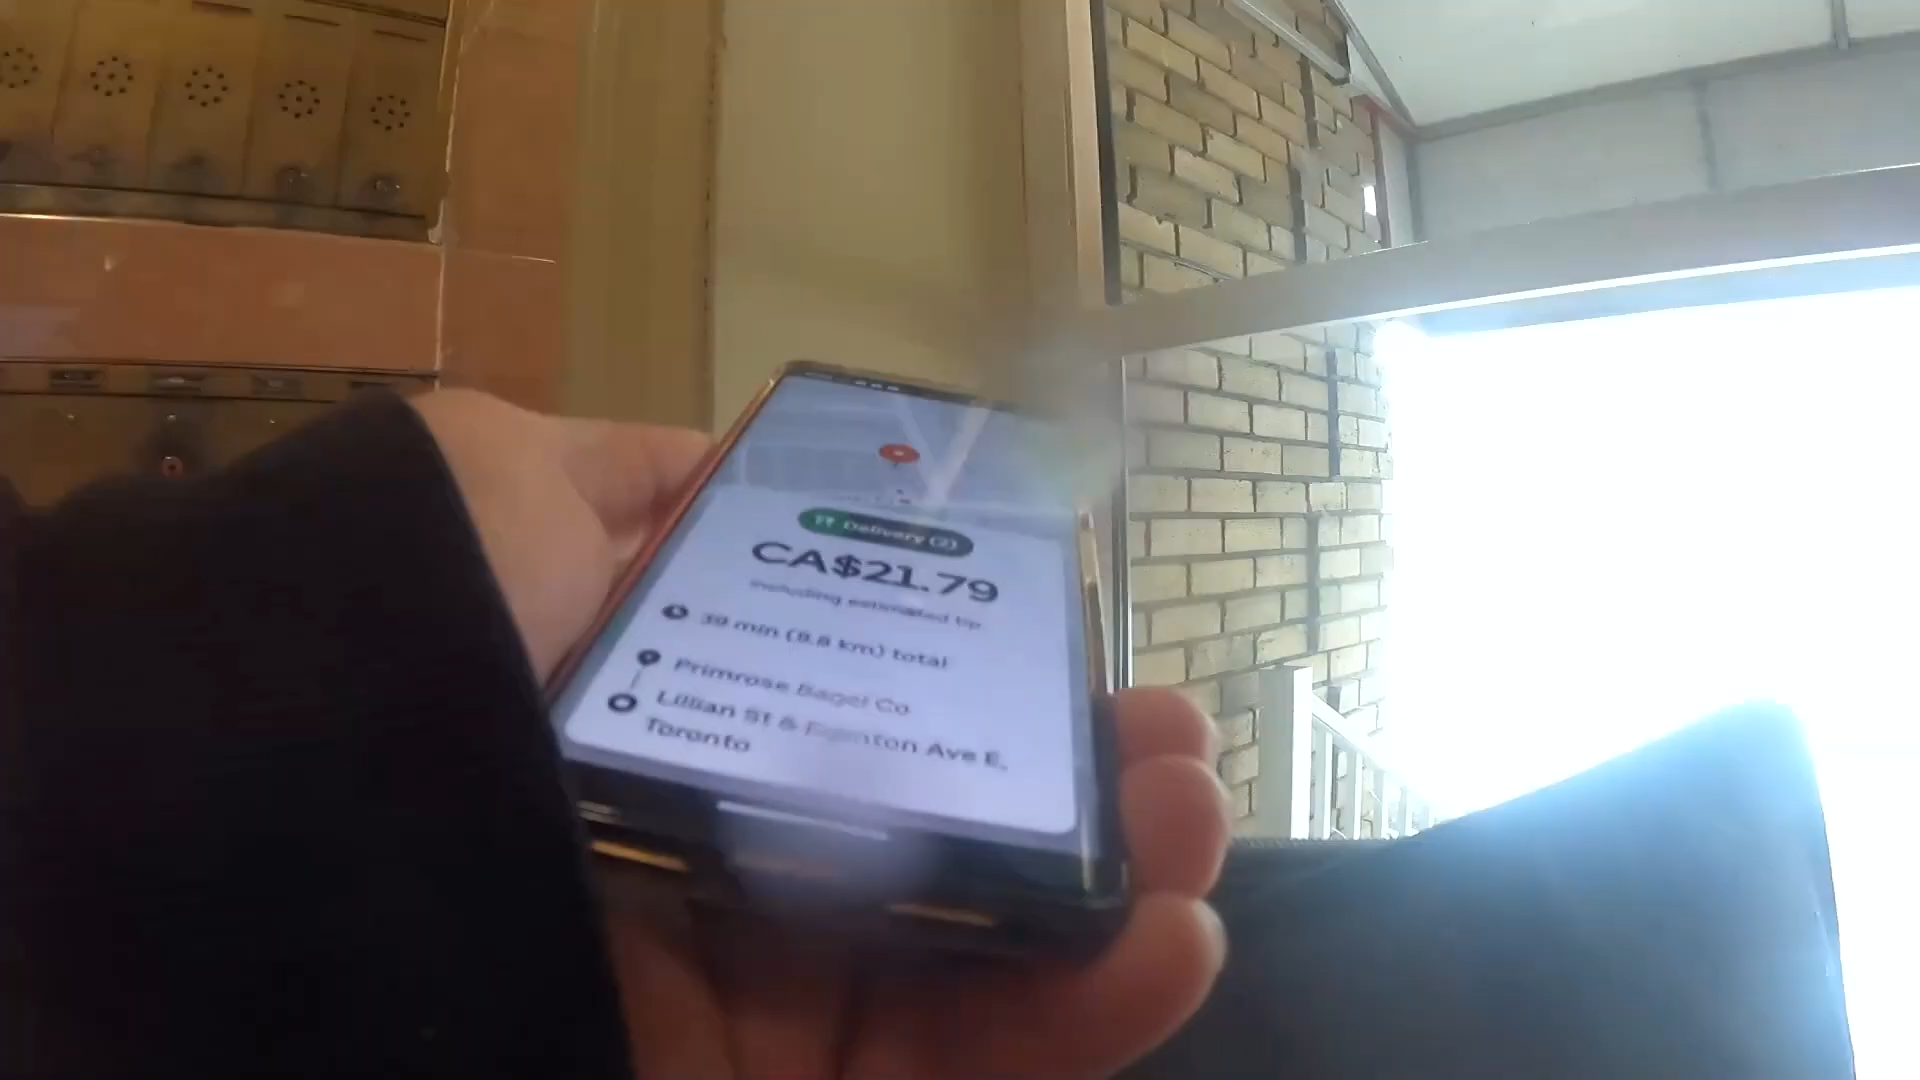 Delivery (2)
CA$21.79
Including estimated tip
39 min (9.8 km) total
Primrose Bagel Co
Lillian St & Eglinton Ave E,
Toronto